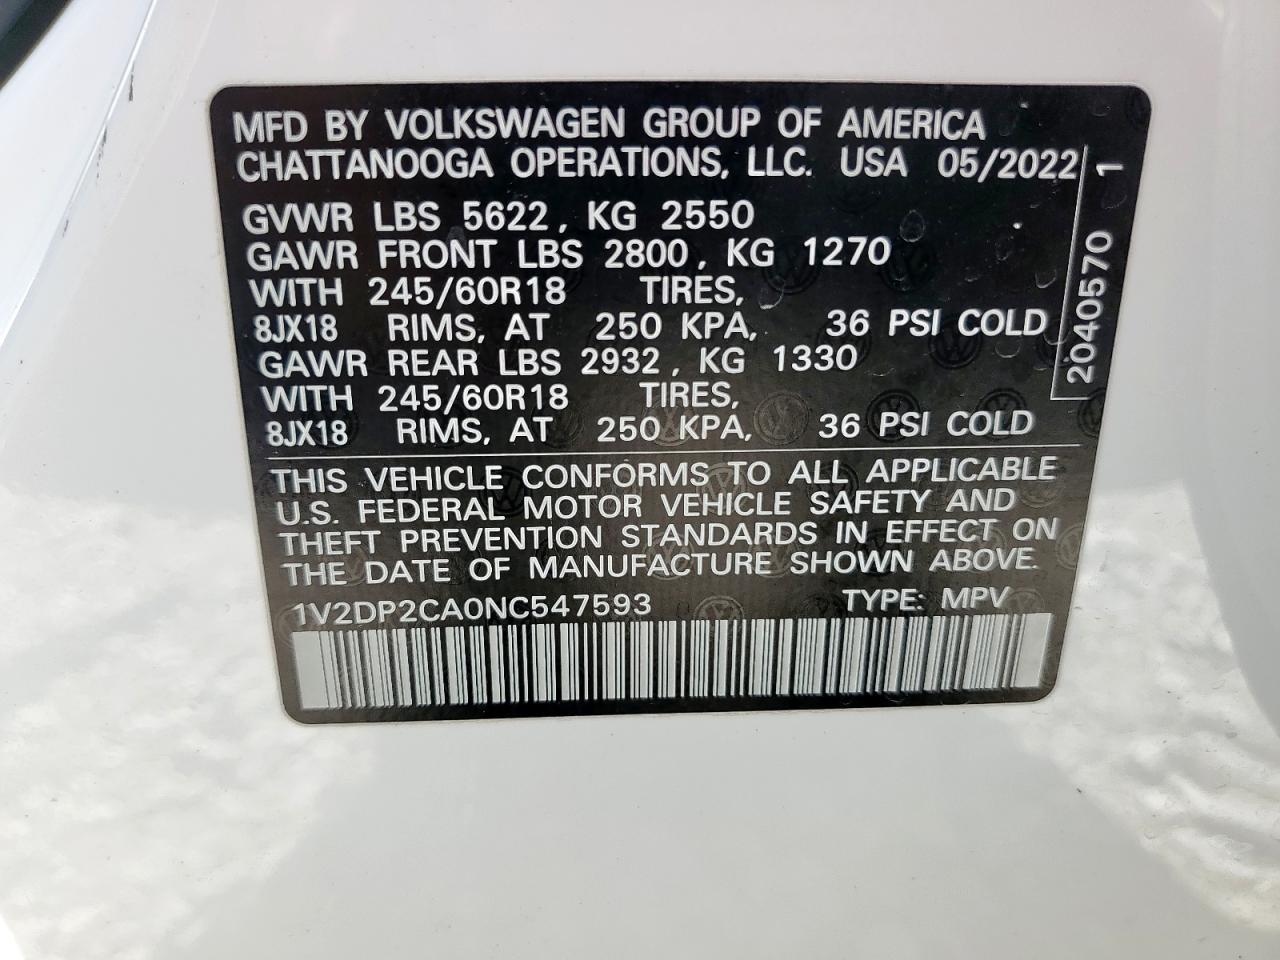 MFD BY VOLKSWAGEN GROUP OF AMERICA
CHATTANOOGA OPERATIONS, LLC. USA 05/2022
GVWR LBS 5622, KG 2550
GAWR FRONT LBS 2800, KG 1270
WITH 245/60R18 TIRES,
8JX18 RIMS, AT 250 KPA, 36 PSI COLD
GAWR REAR LBS 2932, KG 1330
WITH 245/60R18 TIRES,
8JX18 RIMS, AT 250 KPA, 36 PSI COLD
2040570 1
THIS VEHICLE CONFORMS TO ALL APPLICABLE
U.S. FEDERAL MOTOR VEHICLE SAFETY AND
THEFT PREVENTION STANDARDS IN EFFECT ON
THE DATE OF MANUFACTURE SHOWN ABOVE.
1V2DP2CA0NC547593 TYPE: MPV